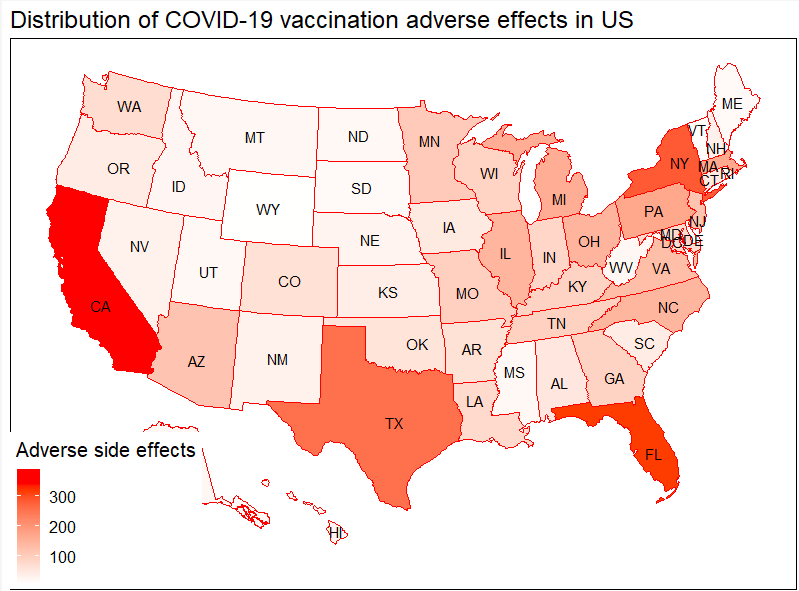 Distribution of COVID-19 vaccination adverse effects in US
WA
MT
ND
MN
ME
VT
NH
OR
ID
SD
WI
NY
MA
RI
CT
WY
MI
IA
PA
NJ
NV
NE
IL
IN
OH
MD
DE
DC
UT
CO
WV
VA
KS
MO
KY
CA
NC
TN
AZ
NM
OK
AR
SC
MS
AL
GA
LA
TX
FL
HI
Adverse side effects
300
200
100